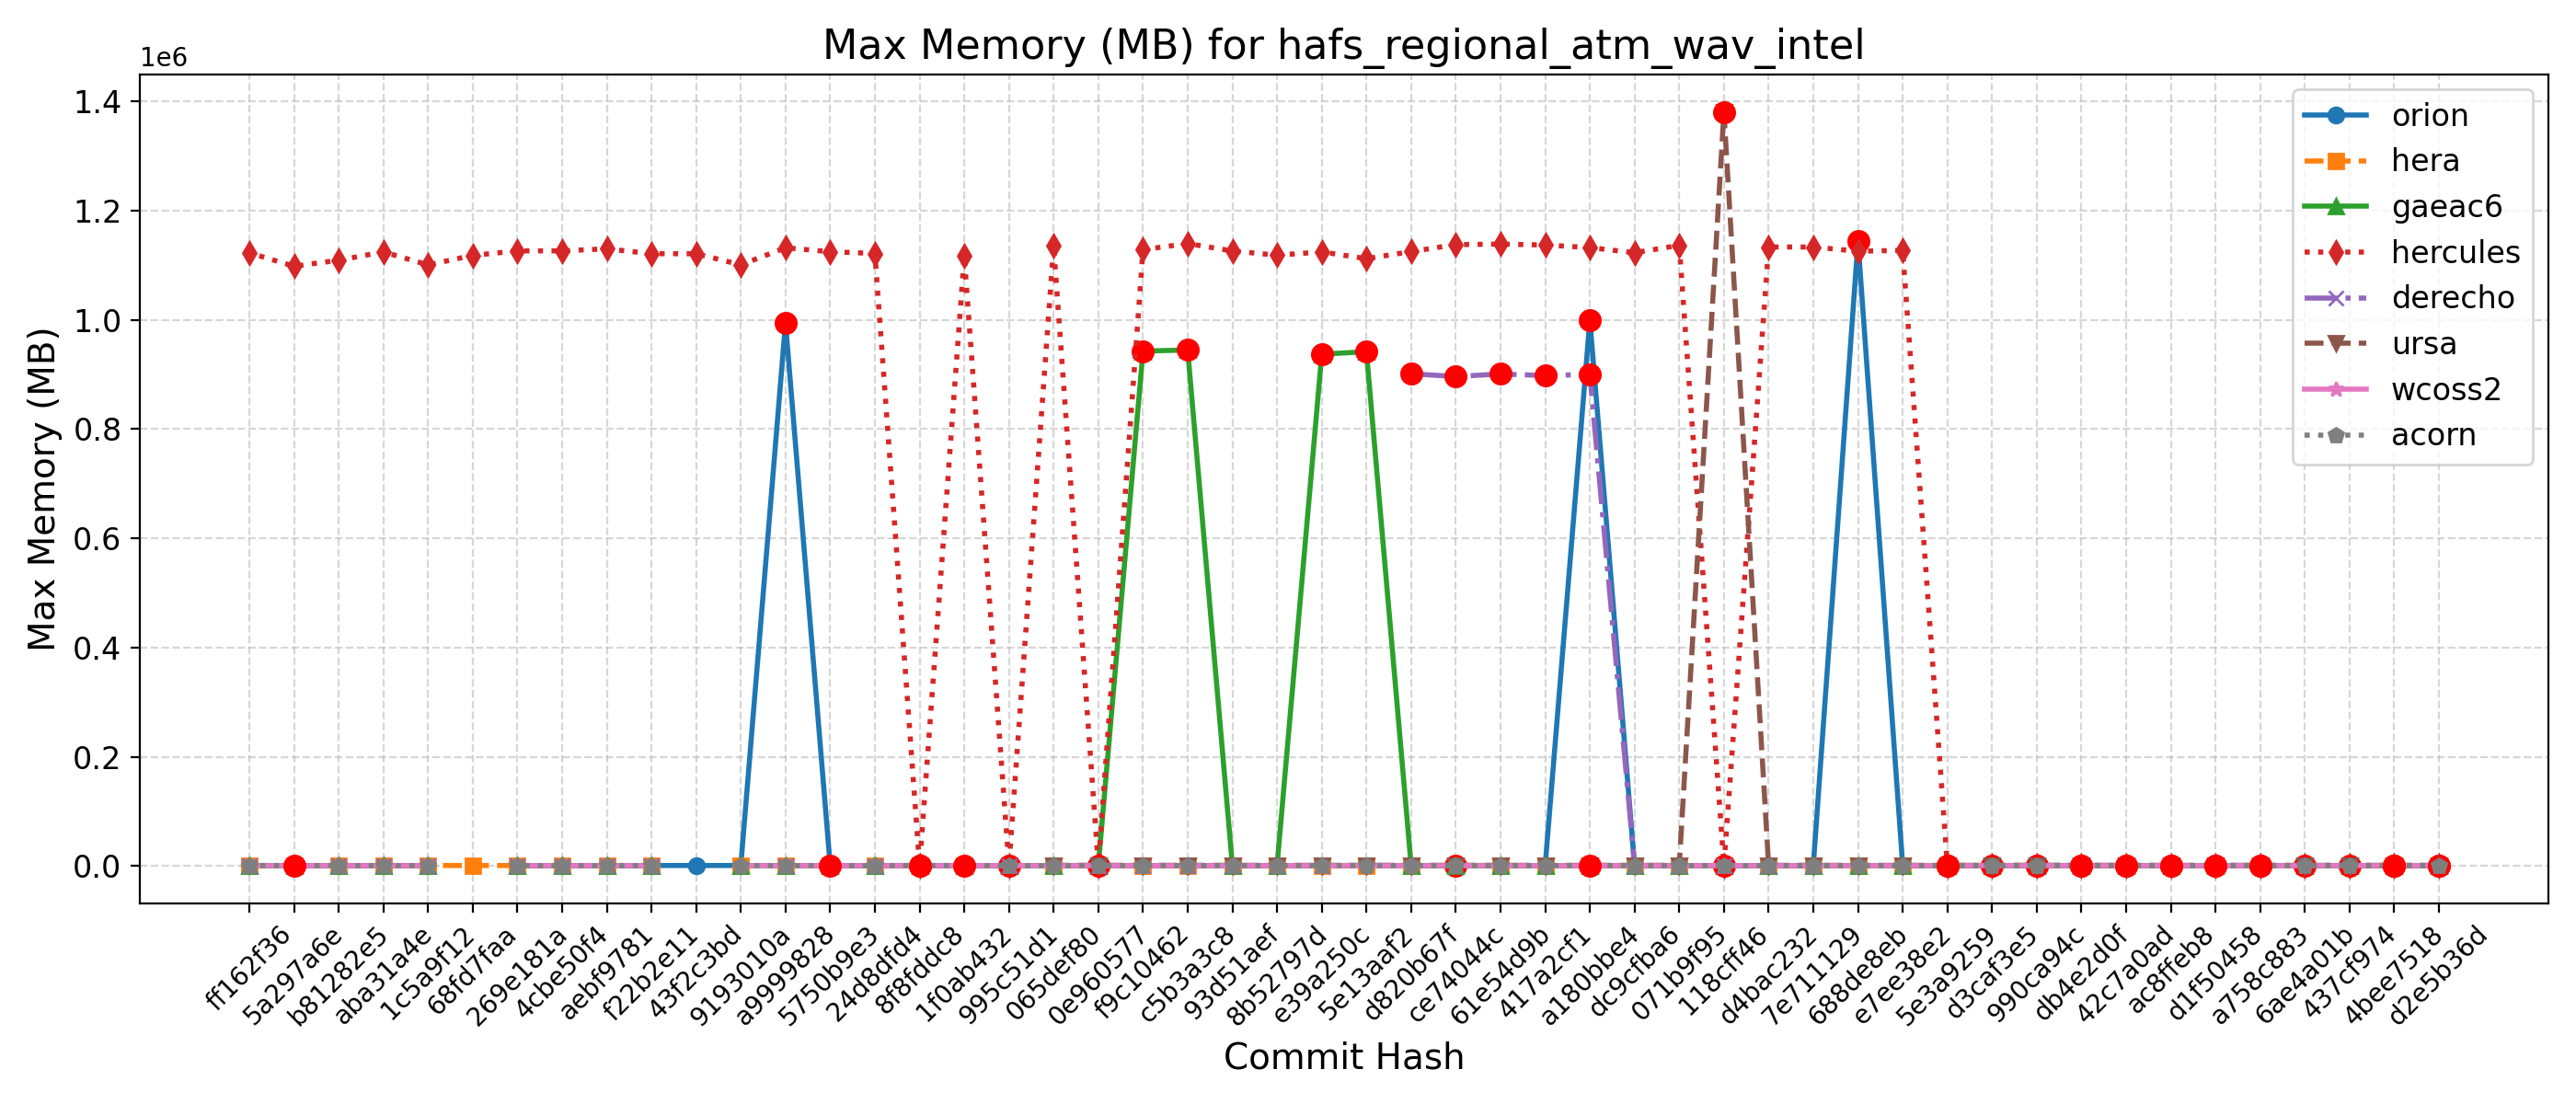 Max Memory (MB) for hafs_regional_atm_wav_intel
1e6
1.4
1.2
1.0
0.8
0.6
0.4
0.2
0.0
Max Memory (MB)
orion
hera
gaeac6
hercules
derecho
ursa
wcoss2
acorn
ff162f36
5a297a6e
b81282e5
aba31a4e
1c5a9f12
68fd7faa
269e181a
4cbe50f4
aebf9781
f22b2e11
43f2c3bd
9193010a
a9999828
5750b9e3
24d8dfd4
8f8fddc8
1f0ab432
995c51d1
065def80
0e960577
f9c10462
c5b3a3c8
93d51aef
8b52797d
e39a250c
5e13aaf2
d820b67f
ce74044c
61e54d9b
417a2cf1
a180bbe4
dc9cfba6
071b9f95
118cff46
d4bac232
7e711129
688de8eb
e7ee38e2
5e3a9259
d3caf3e5
990ca94c
db4e2d0f
42c7a0ad
ac8ffeb8
d1f50458
a758c883
6ae4a01b
437cf974
4bee7518
d2e5b36d
Commit Hash